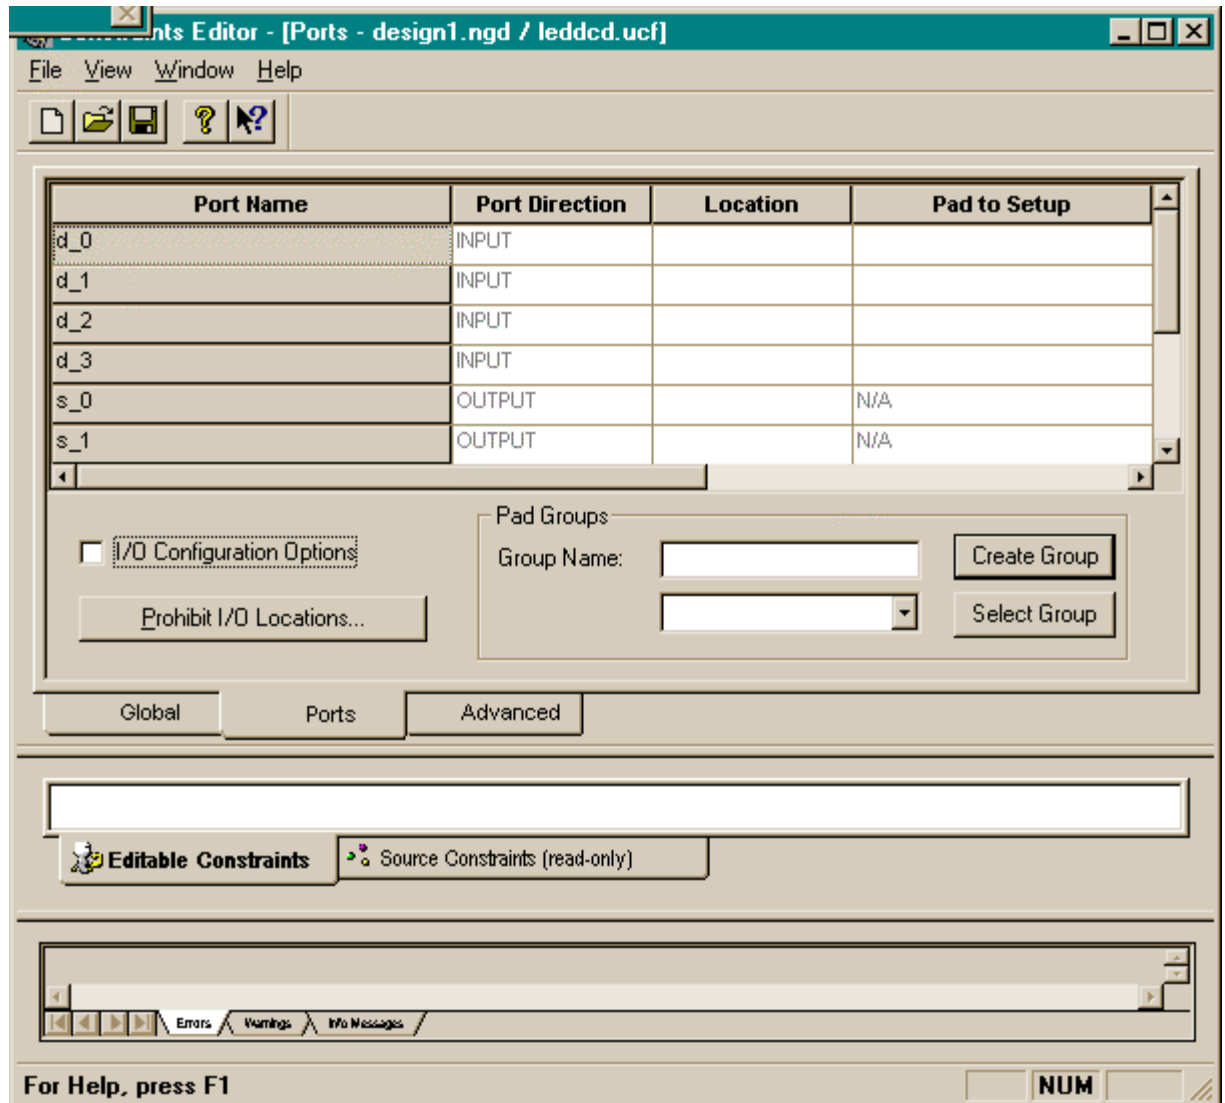 nts Editor - [Ports - design1.ngd / leddcd.ucf]
File View Window Help
Port Name Port Direction Location Pad to Setup
d_0 INPUT
d_1 INPUT
d_2 INPUT
d_3 INPUT
s_0 OUTPUT N/A
s_1 OUTPUT N/A
I/O Configuration Options
Prohibit I/O Locations...
Pad Groups
Group Name: Create Group
Select Group
Global Ports Advanced
Editable Constraints Source Constraints (read-only)
Errors Warnings Info Messages
For Help, press F1 NUM